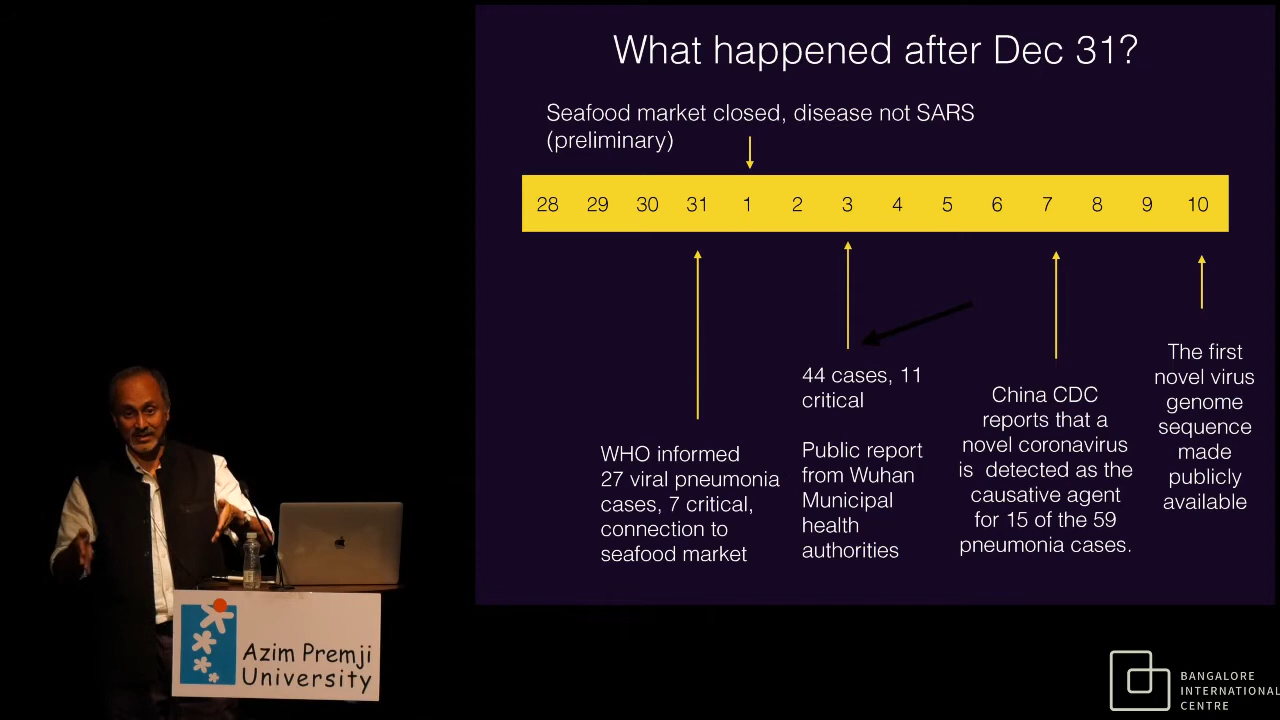 What happened after Dec 31?
Seafood market closed, disease not SARS
(preliminary)
28 29 30 31 1 2 3 4 5 6 7 8 9 10
WHO informed
27 viral pneumonia
cases, 7 critical,
connection to
seafood market
44 cases, 11
critical
Public report
from Wuhan
Municipal
health
authorities
China CDC
reports that a
novel coronavirus
is detected as the
causative agent
for 15 of the 59
pneumonia cases.
The first
novel virus
genome
sequence
made
publicly
available
Azim Premji
University
BANGALORE
INTERNATIONAL
CENTRE